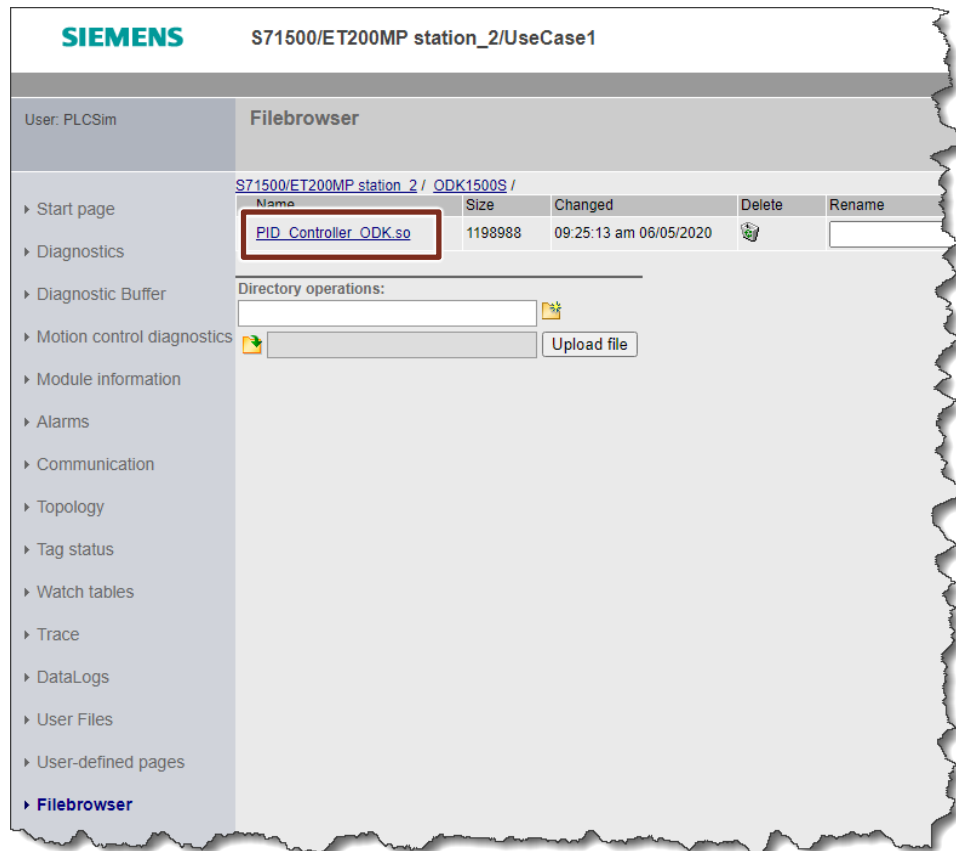 SIEMENS S71500/ET200MP station_2/UseCase1
User: PLCSim Filebrowser
S71500/ET200MP station_2 / ODK1500S /
Name Size Changed Delete Rename
PID_Controller_ODK.so 1198988 09:25:13 am 06/05/2020
Directory operations:
Upload file
Start page
Diagnostics
Diagnostic Buffer
Motion control diagnostics
Module information
Alarms
Communication
Topology
Tag status
Watch tables
Trace
DataLogs
User Files
User-defined pages
Filebrowser